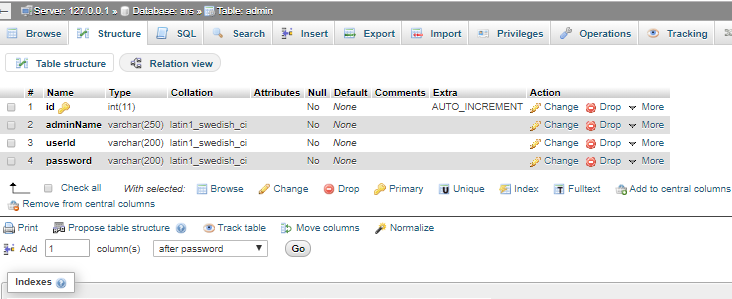 Server: 127.0.0.1 » Database: ars » Table: admin
Browse Structure SQL Search Insert Export Import Privileges Operations Tracking
Table structure Relation view
# Name Type Collation Attributes Null Default Comments Extra Action
1 id int(11) No None AUTO_INCREMENT Change Drop More
2 adminName varchar(250) latin1_swedish_ci No None Change Drop More
3 userId varchar(200) latin1_swedish_ci No None Change Drop More
4 password varchar(200) latin1_swedish_ci No None Change Drop More
Check all With selected: Browse Change Drop Primary Unique Index Fulltext Add to central columns
Remove from central columns
Print Propose table structure Track table Move columns Normalize
Add 1 column(s) after password Go
Indexes